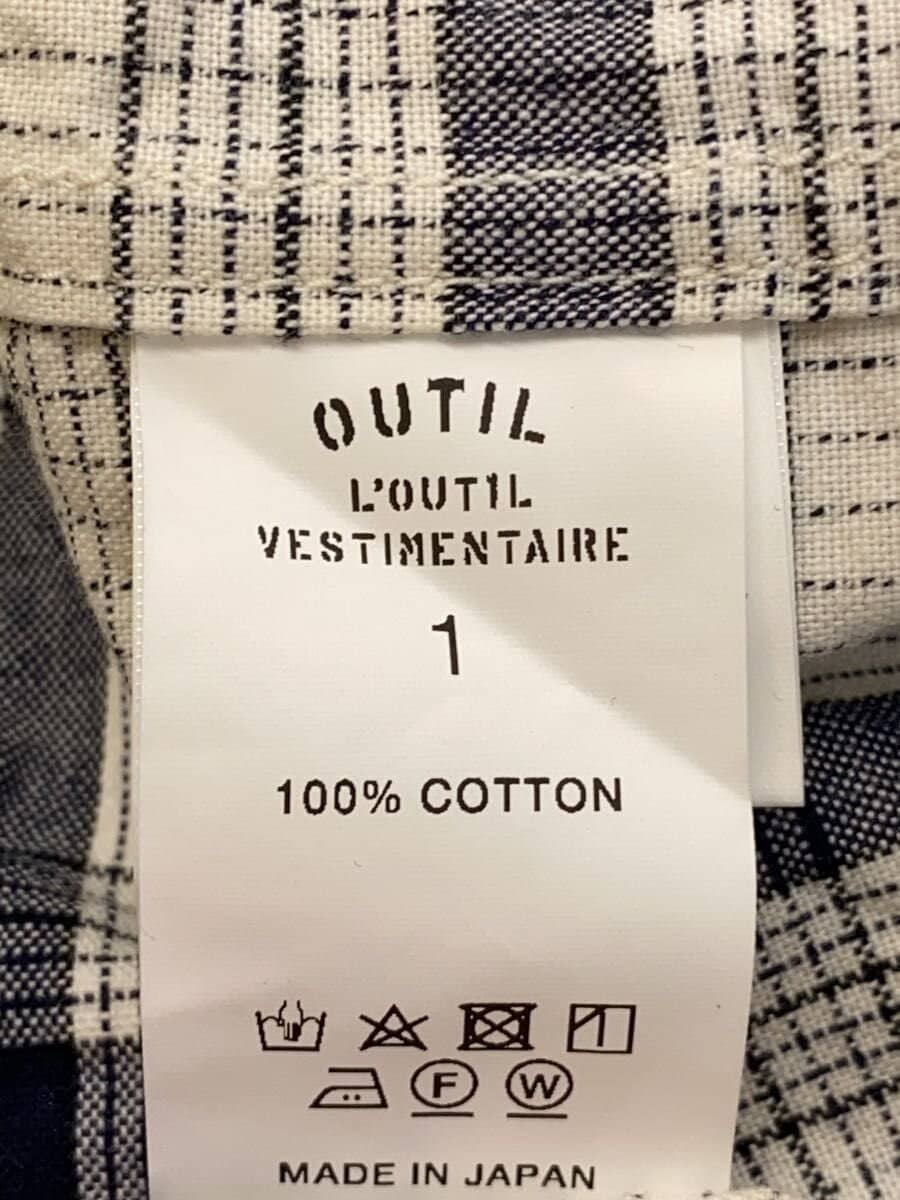 OUTIL
L'OUTIL
VESTIMENTAIRE
1
100% COTTON
F W
MADE IN JAPAN